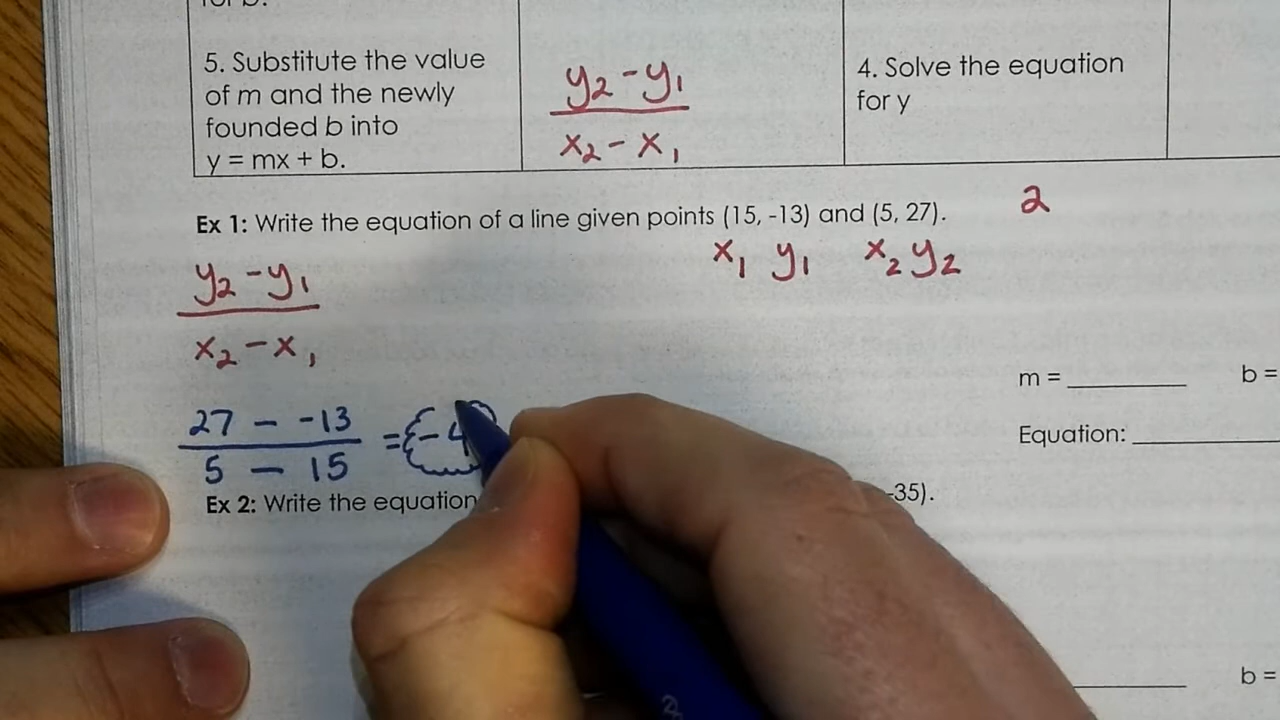 for b.
5. Substitute the value
of m and the newly
founded b into
y = mx + b.
y₂ - y₁
x₂ - x₁
4. Solve the equation
for y
Ex 1: Write the equation of a line given points (15, -13) and (5, 27).
2
x₁ y₁ x₂ y₂
y₂ - y₁
x₂ - x₁
m = ________ b =
27 - -13
5 - 15
= -4
Equation: ________
Ex 2: Write the equation -35).
b =